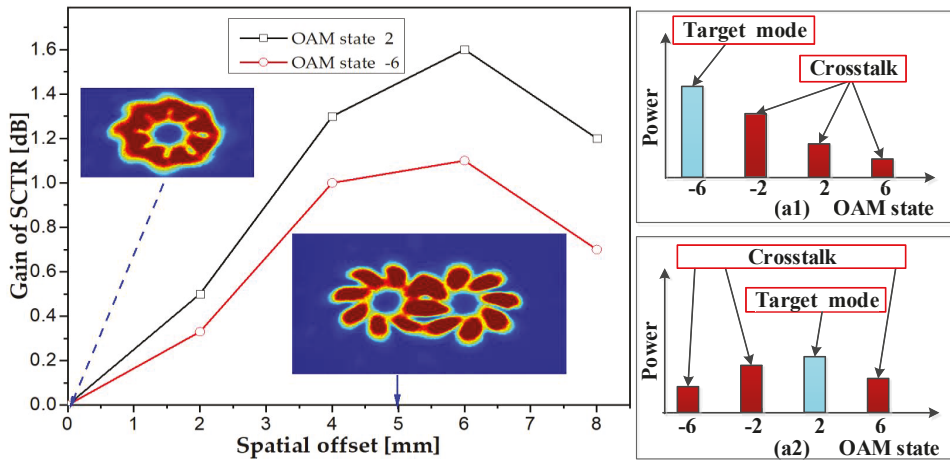 Gain of SCTR [dB]
1.6
1.4
1.2
1.0
0.8
0.6
0.4
0.2
0.0
OAM state 2
OAM state -6
0 1 2 3 4 5 6 7 8
Spatial offset [mm]
Target mode
Crosstalk
Power
-6 -2 2 6
(a1) OAM state
Crosstalk
Target mode
Power
-6 -2 2 6
(a2) OAM state